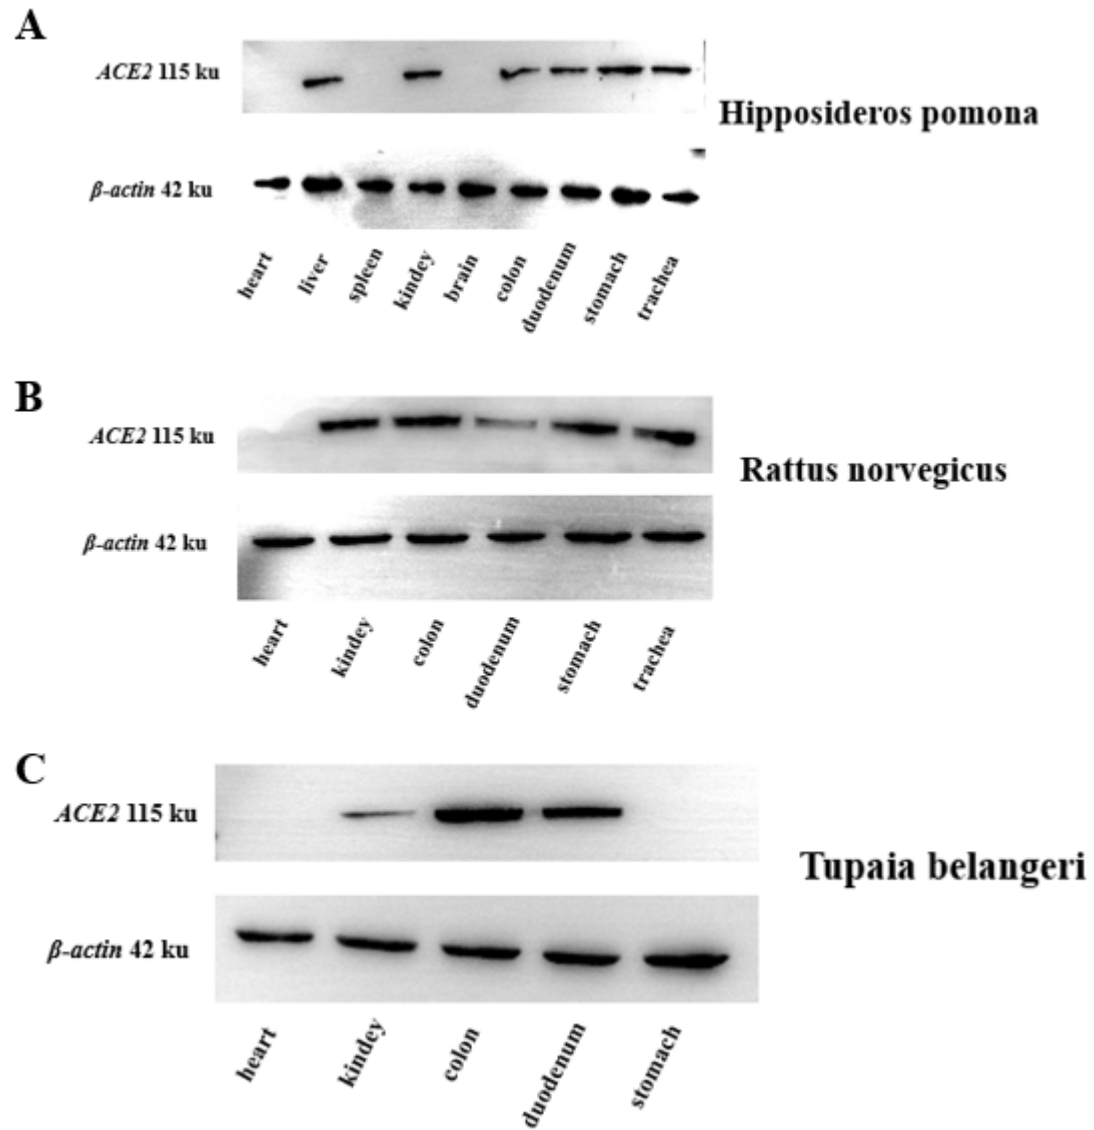 A
ACE2 115 ku
Hipposideros pomona
β-actin 42 ku
heart
liver
spleen
kindey
brain
colon
duodenum
stomach
trachea
B
ACE2 115 ku
Rattus norvegicus
β-actin 42 ku
heart
kindey
colon
duodenum
stomach
trachea
C
ACE2 115 ku
Tupaia belangeri
β-actin 42 ku
heart
kindey
colon
duodenum
stomach